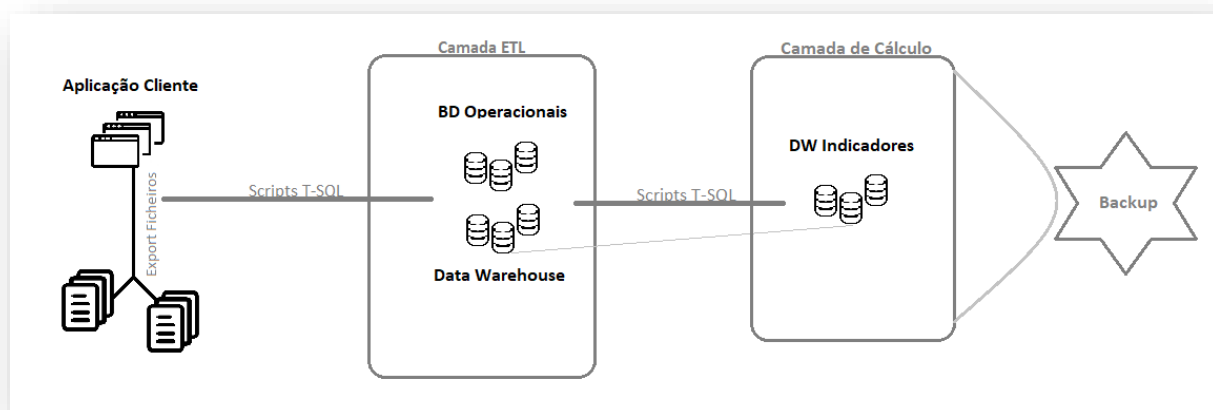 Camada ETL
Camada de Cálculo
Aplicação Cliente
BD Operacionais
DW Indicadores
Export Ficheiros
Scripts T-SQL
Scripts T-SQL
Backup
Data Warehouse